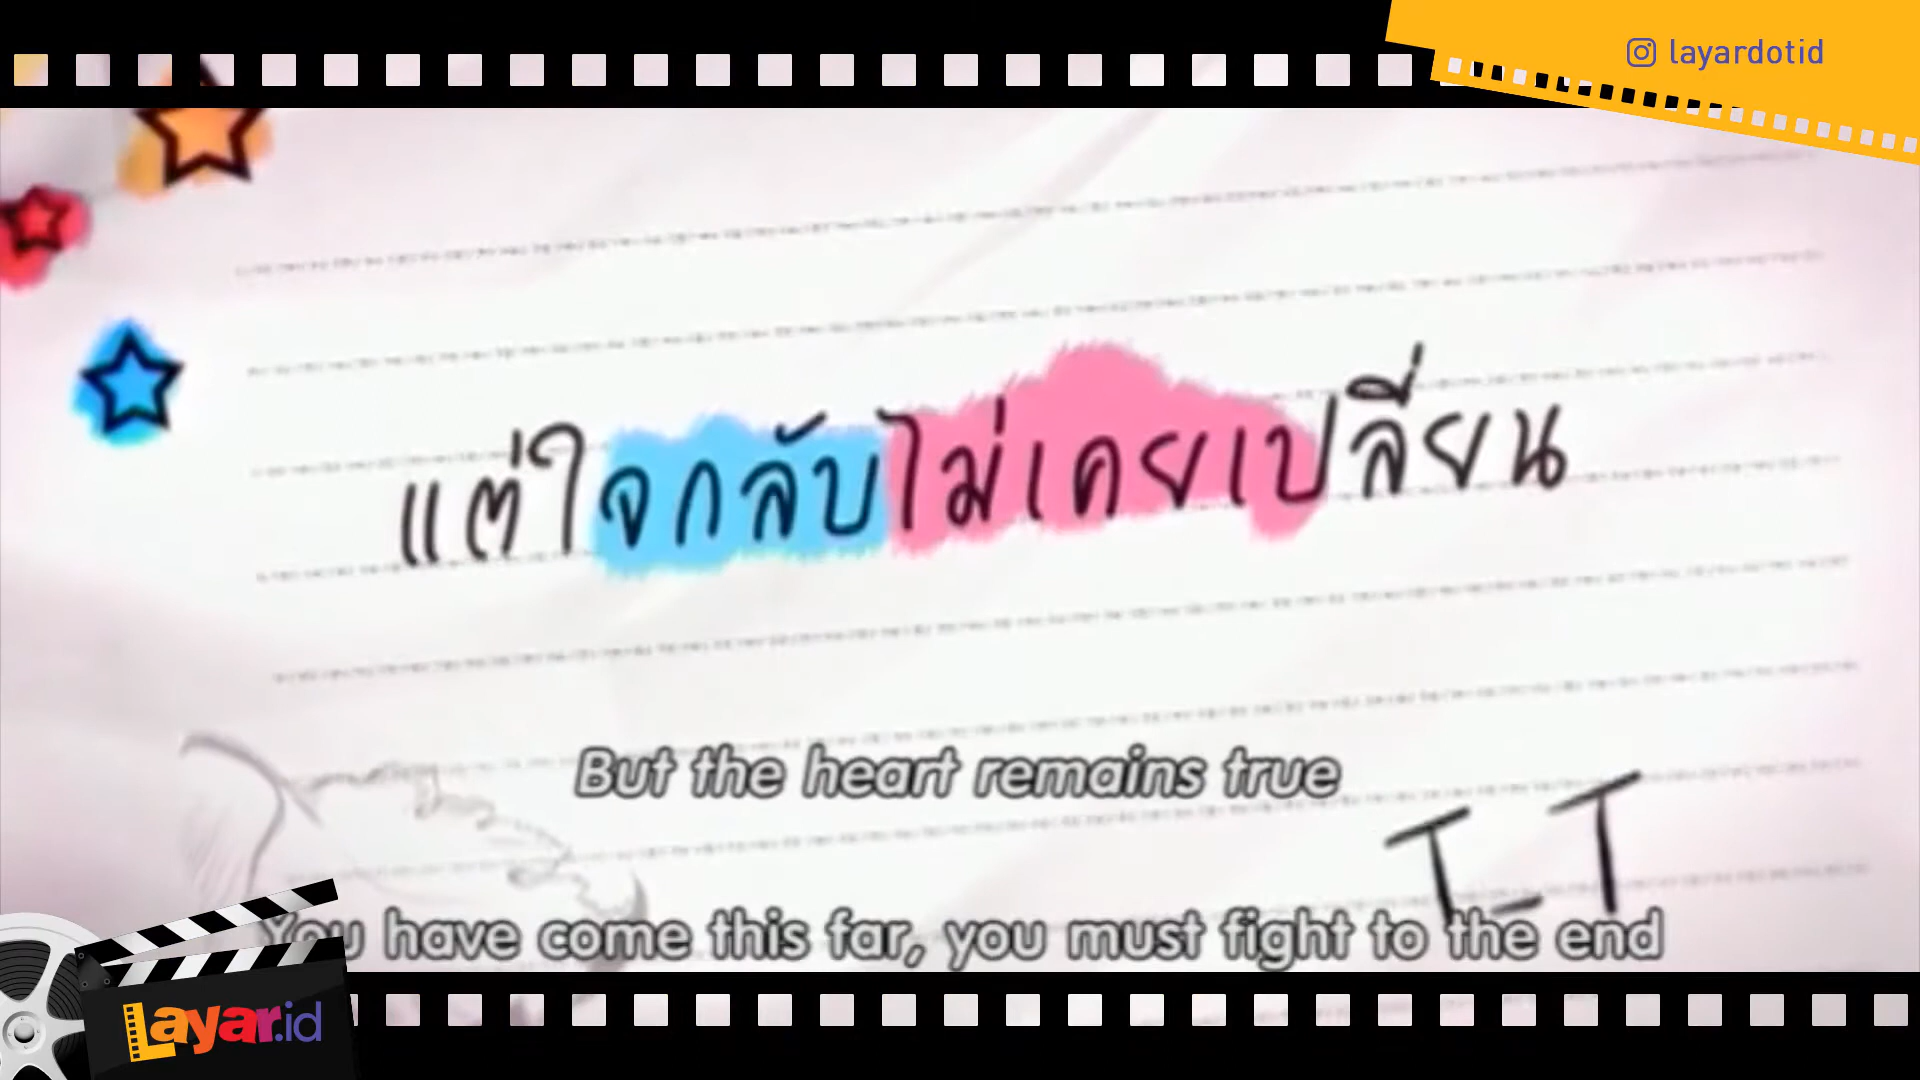 layardotid
แต่ใจกลับไม่เคยเปลี่ยน
But the heart remains true
T_T
You have come this far, you must fight to the end
Layar.id